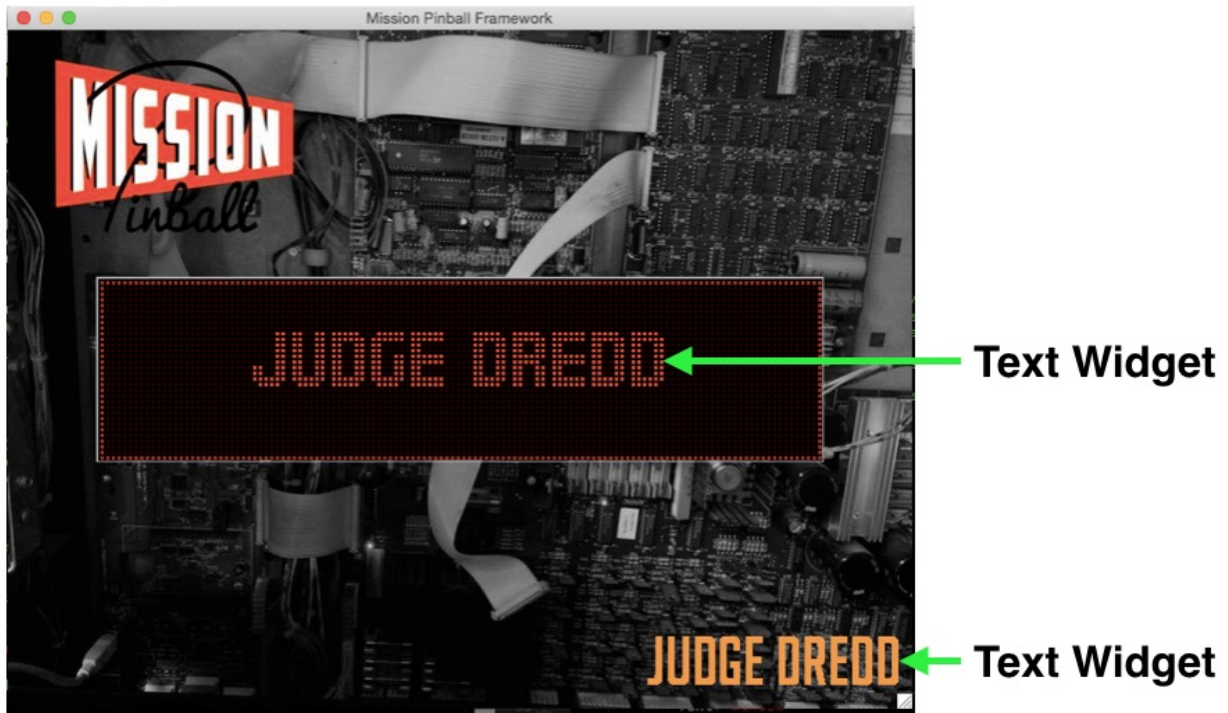 Mission Pinball Framework
MISSION
Pinball
JUDGE DREDD
Text Widget
JUDGE DREDD
Text Widget